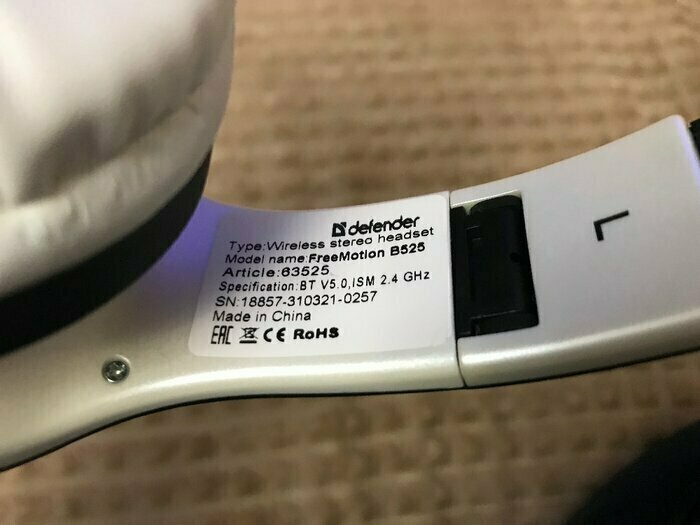 defender
Type:Wireless stereo headset
Model name:FreeMotion B525
Article:63525
Specification:BT V5.0,ISM 2.4 GHz
SN:18857-310321-0257
Made in China
EAC CE RoHS
L